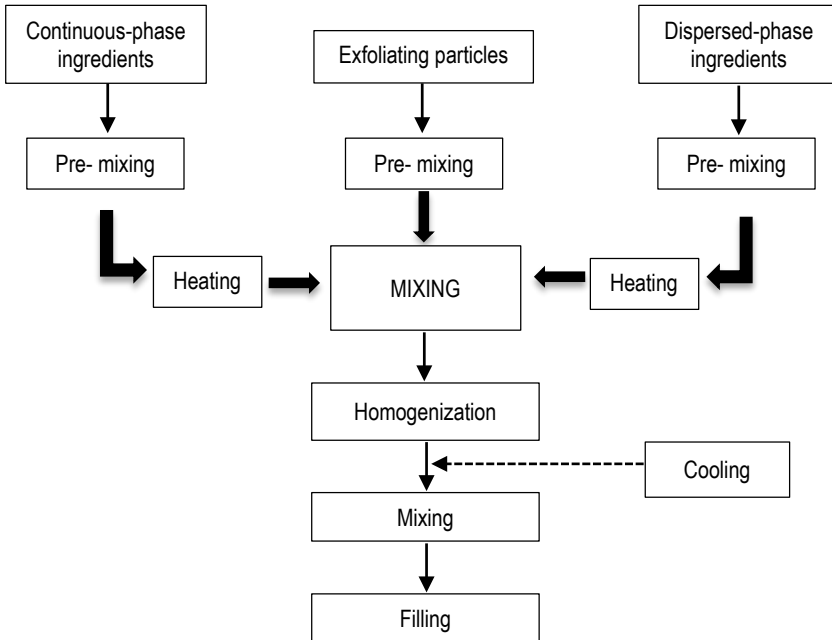 Continuous-phase
ingredients
Exfoliating particles
Dispersed-phase
ingredients
Pre- mixing
Pre- mixing
Pre- mixing
Heating
MIXING
Heating
Homogenization
Cooling
Mixing
Filling